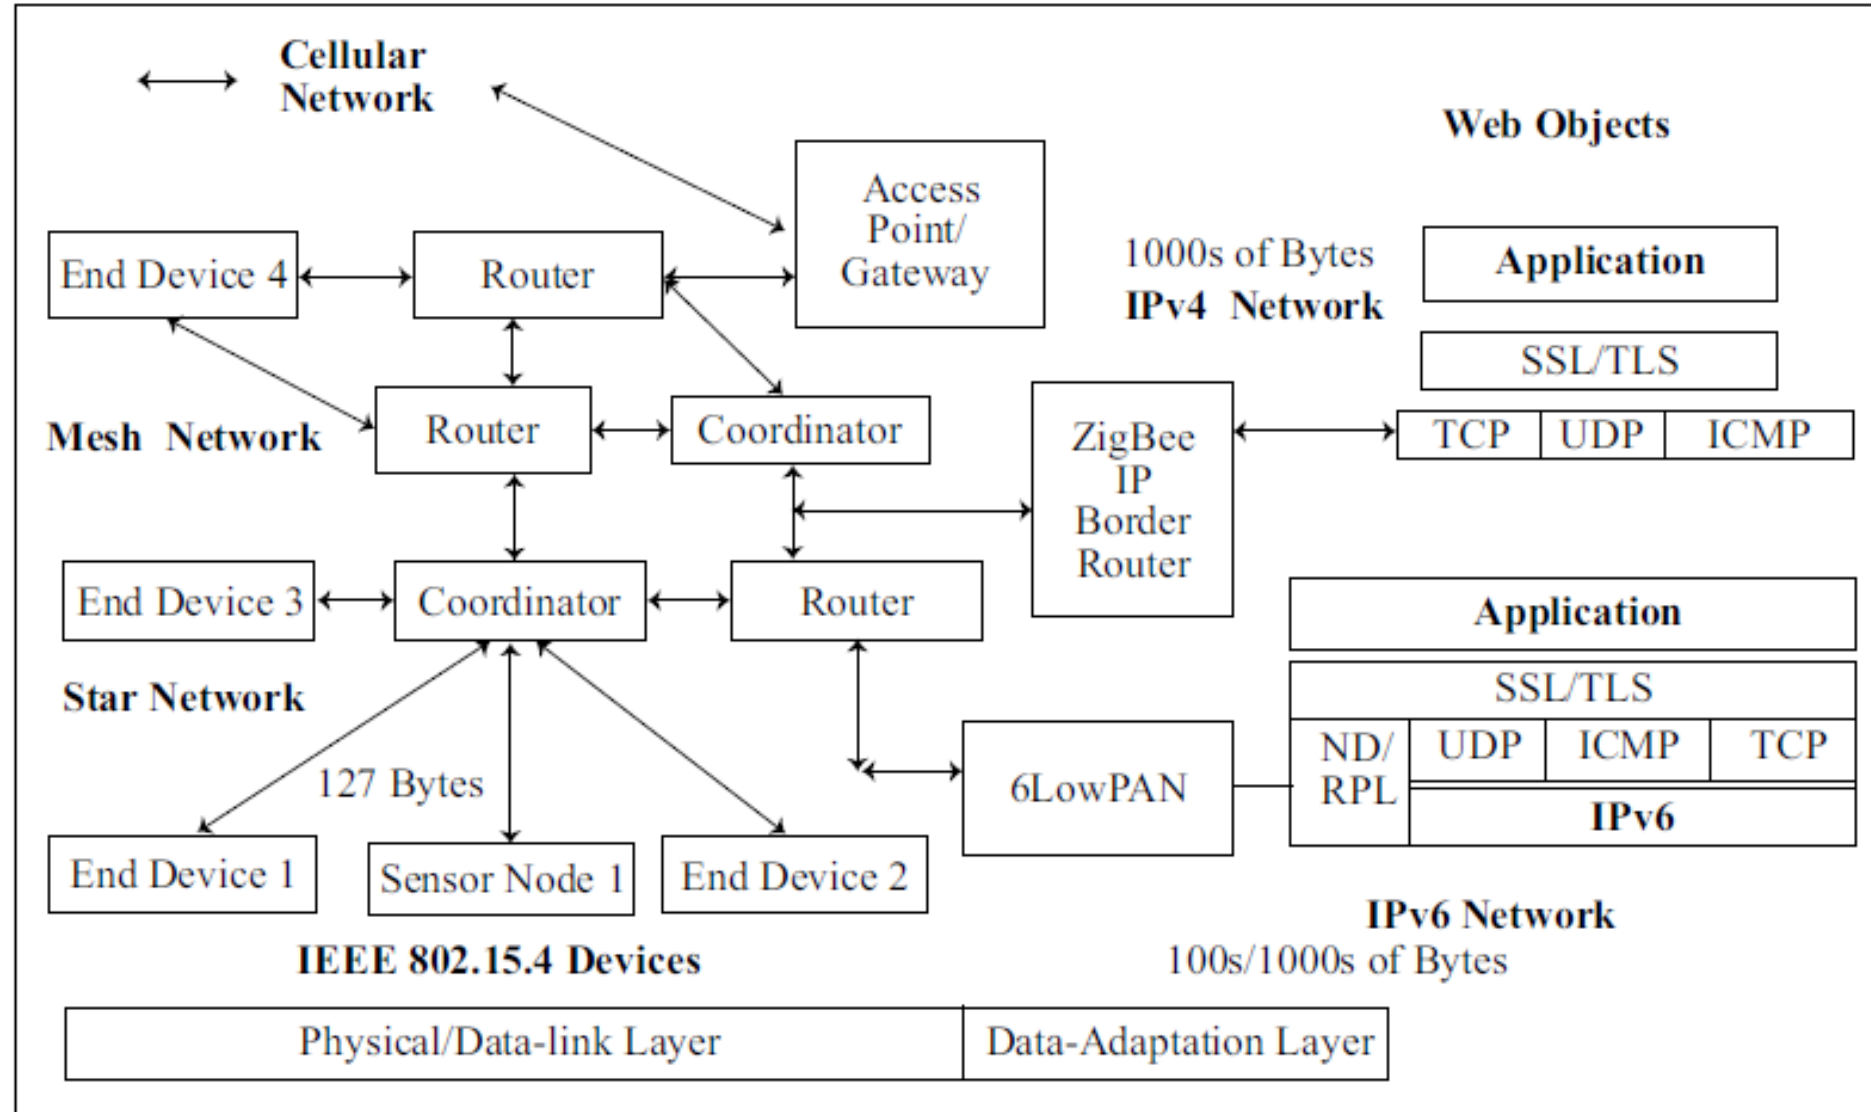 Cellular
Network
Web Objects
Access
Point/
Gateway
End Device 4
Router
1000s of Bytes
IPv4 Network
Application
SSL/TLS
Mesh Network
Router
Coordinator
ZigBee
IP
Border
Router
TCP UDP ICMP
End Device 3
Coordinator
Router
Application
Star Network
SSL/TLS
ND/
RPL
UDP ICMP TCP
127 Bytes
6LowPAN
IPv6
End Device 1
Sensor Node 1
End Device 2
IPv6 Network
IEEE 802.15.4 Devices
100s/1000s of Bytes
Physical/Data-link Layer
Data-Adaptation Layer